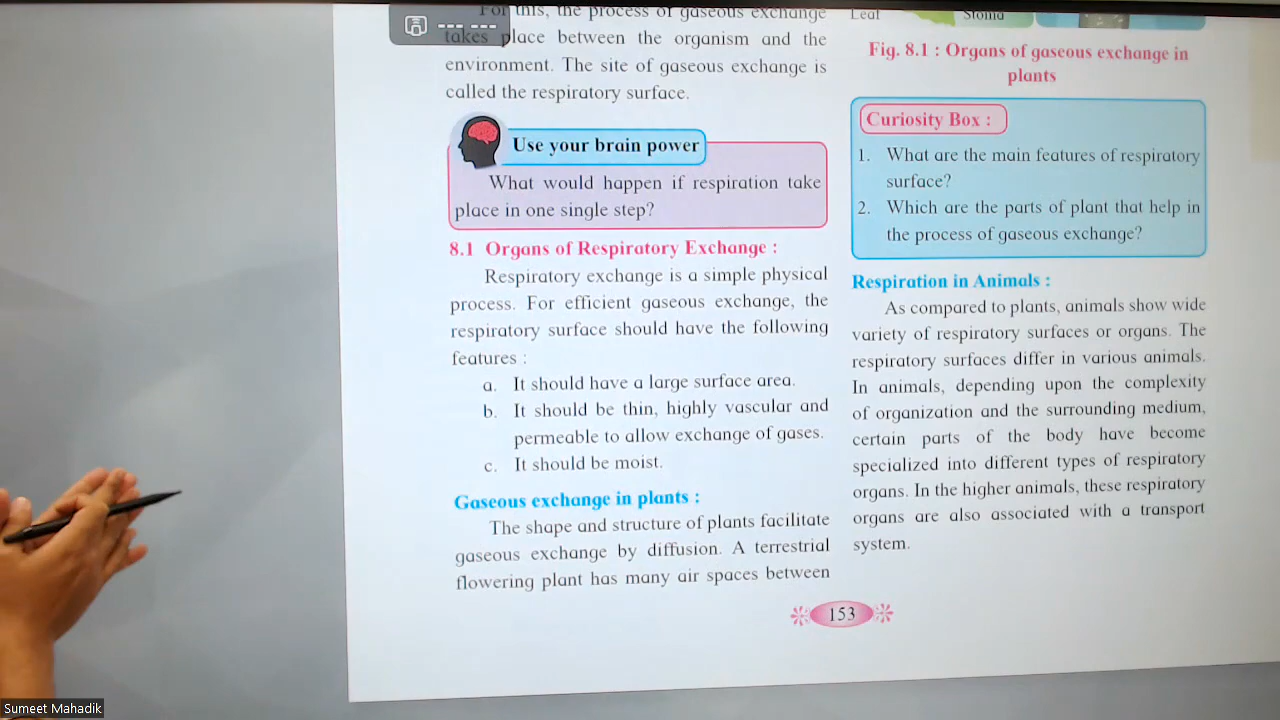 For this, the process of gaseous exchange
takes place between the organism and the
environment. The site of gaseous exchange is
called the respiratory surface.
Use your brain power
What would happen if respiration take
place in one single step?
8.1 Organs of Respiratory Exchange :
Respiratory exchange is a simple physical
process. For efficient gaseous exchange, the
respiratory surface should have the following
features :
a. It should have a large surface area.
b. It should be thin, highly vascular and
permeable to allow exchange of gases.
c. It should be moist.
Gaseous exchange in plants :
The shape and structure of plants facilitate
gaseous exchange by diffusion. A terrestrial
flowering plant has many air spaces between
Leaf Stoma
Fig. 8.1 : Organs of gaseous exchange in
plants
Curiosity Box :
1. What are the main features of respiratory
surface?
2. Which are the parts of plant that help in
the process of gaseous exchange?
Respiration in Animals :
As compared to plants, animals show wide
variety of respiratory surfaces or organs. The
respiratory surfaces differ in various animals.
In animals, depending upon the complexity
of organization and the surrounding medium,
certain parts of the body have become
specialized into different types of respiratory
organs. In the higher animals, these respiratory
organs are also associated with a transport
system.
153
Sumeet Mahadik